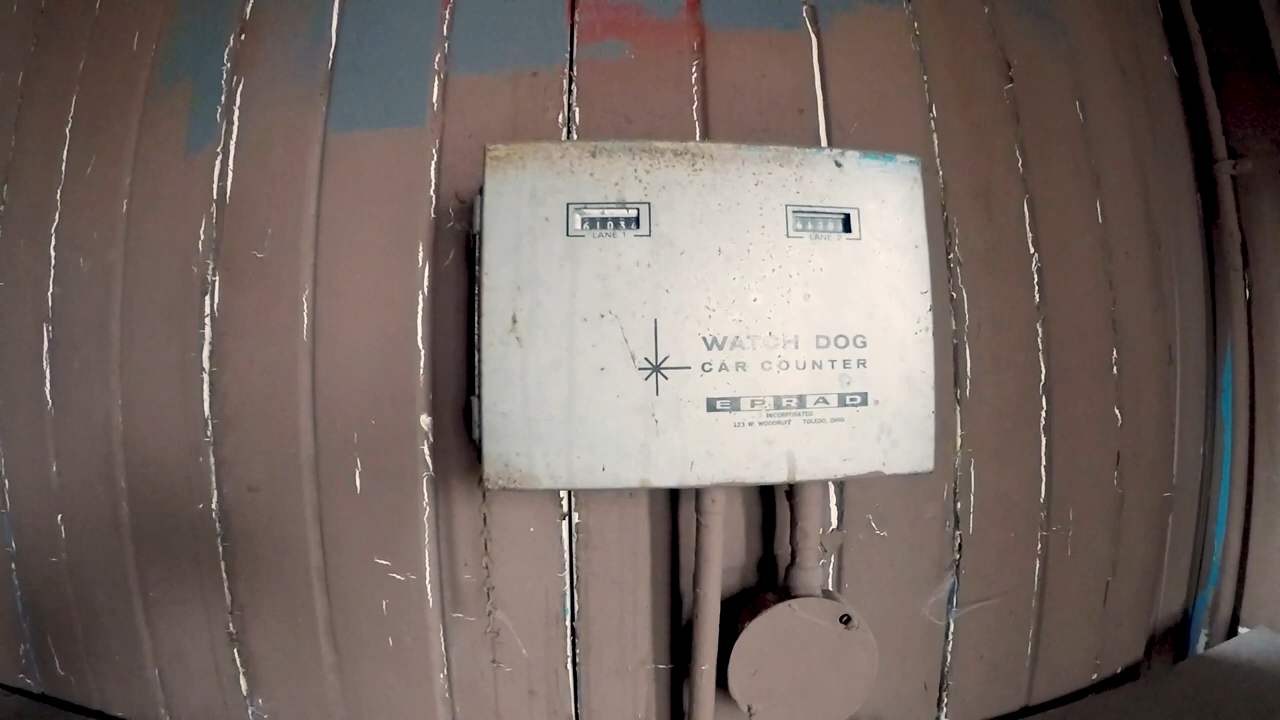 61036
LANE 1
LANE 2
WATCH DOG
CAR COUNTER
EPRAD
INCORPORATED
123 W WOODRUFF TOLEDO, OHIO